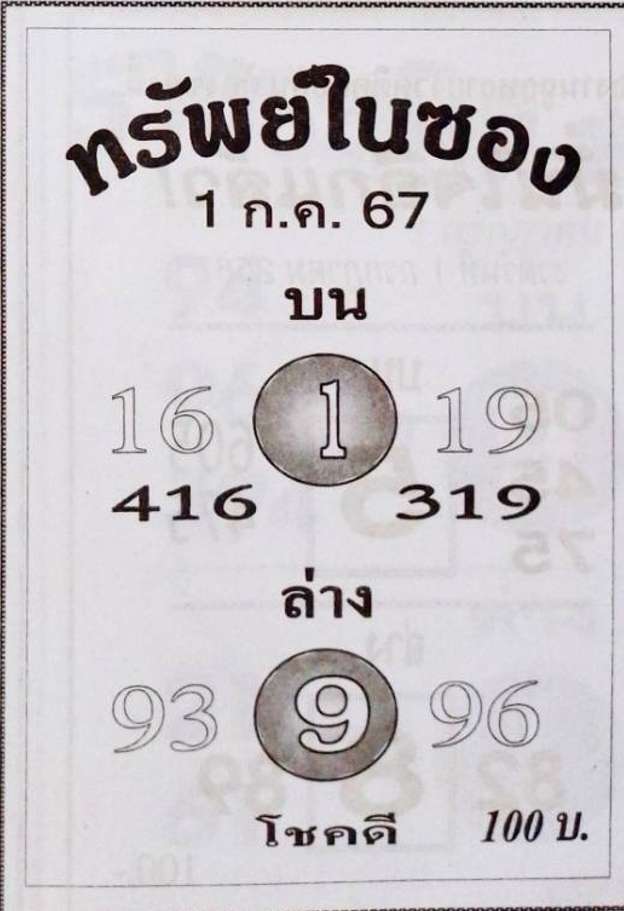 ทรัพย์ในซอง
1 ก.ค. 67
บน
16 1 19
416 319
ล่าง
93 9 96
โชคดี 100 บ.